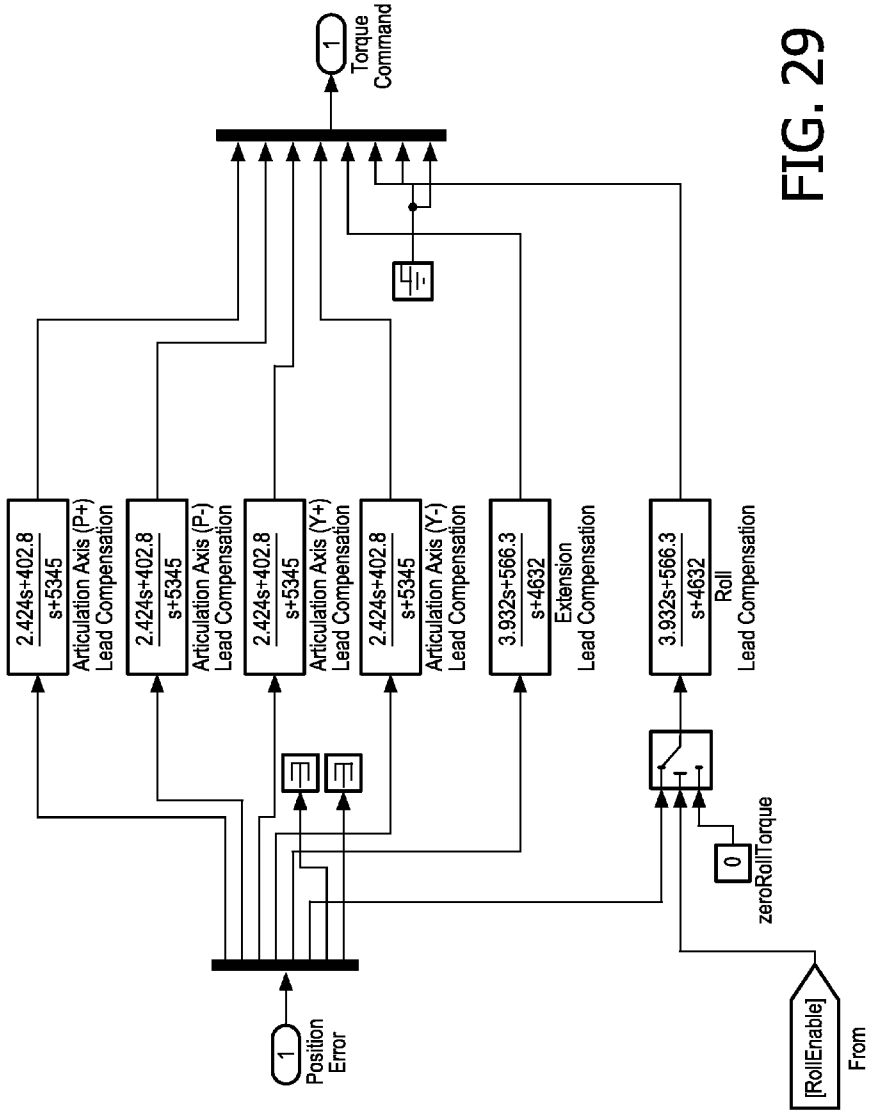 2.424s+402.8
s+5345
Articulation Axis (P+)
Lead Compensation
2.424s+402.8
s+5345
Articulation Axis (P-)
Lead Compensation
2.424s+402.8
s+5345
Articulation Axis (Y+)
Lead Compensation
2.424s+402.8
s+5345
Articulation Axis (Y-)
Lead Compensation
3.932s+566.3
s+4632
Extension
Lead Compensation
3.932s+566.3
s+4632
Roll
Lead Compensation
1
Position
Error
0
zeroRollTorque
[RollEnable]
From
1
Torque
Command
FIG. 29